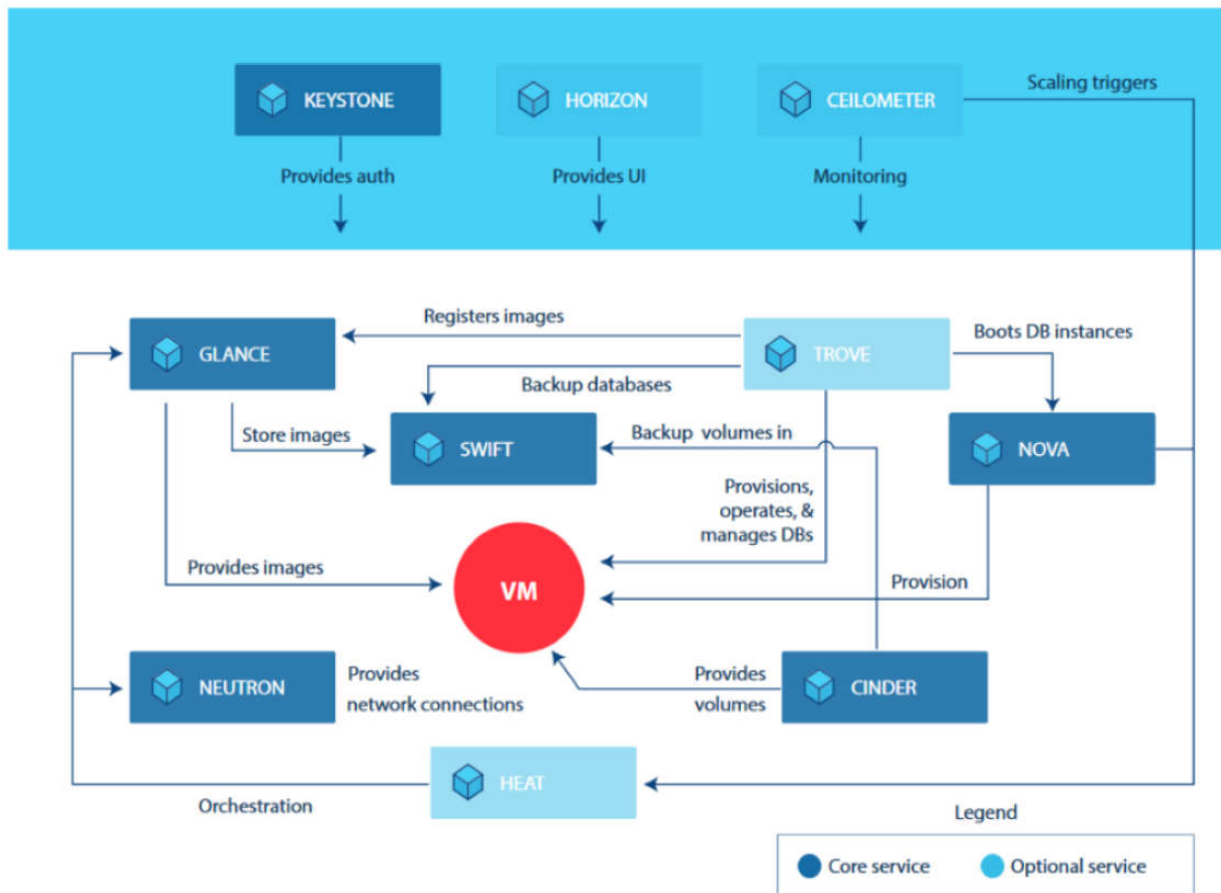 KEYSTONE
HORIZON
CEILOMETER
Scaling triggers
Provides auth
Provides UI
Monitoring
Registers images
GLANCE
TROVE
Boots DB instances
Backup databases
Store images
SWIFT
Backup volumes in
NOVA
Provisions,
operates, &
manages DBs
Provides images
VM
Provision
NEUTRON
Provides
network connections
Provides
volumes
CINDER
HEAT
Orchestration
Legend
Core service
Optional service